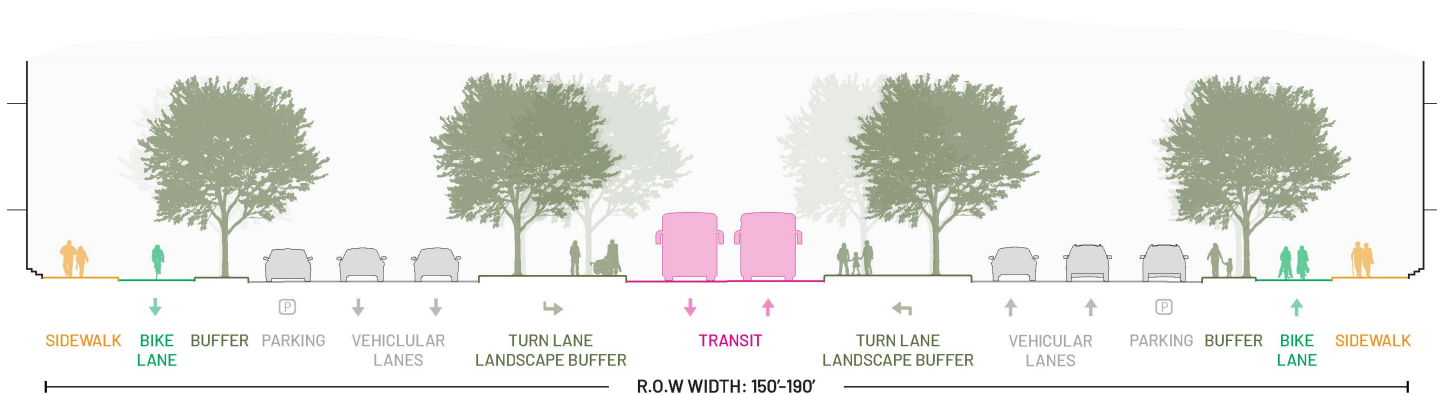 P
P
SIDEWALK
BIKE
LANE
BUFFER
PARKING
VEHICLULAR
LANES
TURN LANE
LANDSCAPE BUFFER
TRANSIT
TURN LANE
LANDSCAPE BUFFER
VEHICULAR
LANES
PARKING
BUFFER
BIKE
LANE
SIDEWALK
R.O.W WIDTH: 150'-190'